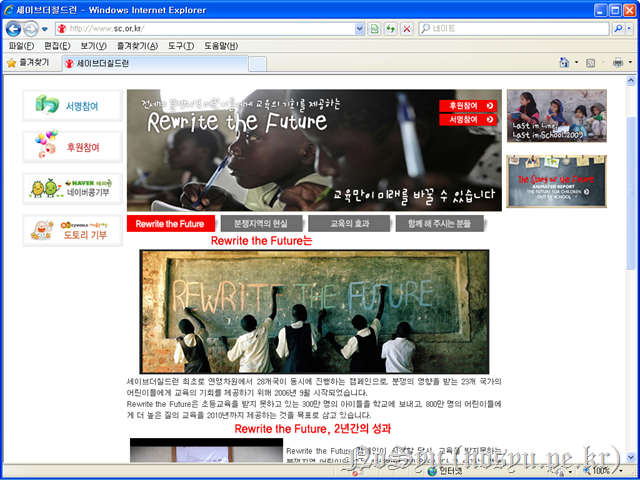 세이브더칠드런 - Windows Internet Explorer
http://www.sc.or.kr/
네이트
파일(F) 편집(E) 보기(V) 즐겨찾기(A) 도구(T) 도움말(H)
즐겨찾기
세이브더칠드런
서명참여
후원참여
NAVER 해피빈
네이버콩기부
도토리 기부
교육의 기회를 제공하는
Rewrite the Future
교육만이 미래를 바꿀 수 있습니다
후원참여
서명참여
Last in Line,
Last in School 2009
The Story of the Future
ANIMATED REPORT
THE FUTURE FOR CHILDREN
OUT OF SCHOOL
Rewrite the Future
분쟁지역의 현실
교육의 효과
함께 해 주시는 분들
Rewrite the Future는
REWRITE THE FUTURE
세이브더칠드런 최초로 연맹차원에서 28개국이 동시에 진행하는 캠페인으로, 분쟁의 영향을 받는 23개 국가의
어린이들에게 교육의 기회를 제공하기 위해 2006년 9월 시작되었습니다.
Rewrite the Future은 초등교육을 받지 못하고 있는 300만 명의 아이들을 학교에 보내고, 800만 명의 어린이들에
게 더 높은 질의 교육을 2010년까지 제공하는 것을 목표로 삼고 있습니다.
Rewrite the Future, 2년간의 성과
Rewrite the Future
교육을 받지못하는
인터넷
100%